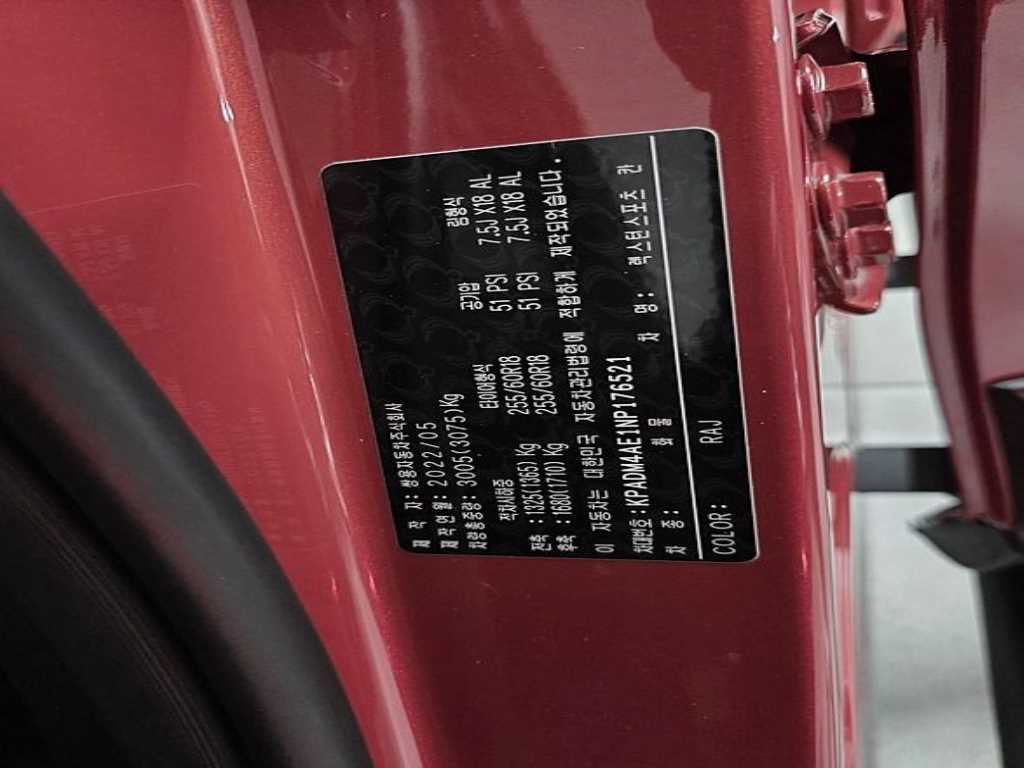 제 작 자: 쌍용자동차주식회사
제작연월: 2022/05
차량총중량: 3005(3075)Kg
적차시하중 타이어형식 공기압 림형식
전축 :1325(1365) Kg 255/60R18 51 PSI 7.5J X18 AL
후축 :1680(1710) Kg 255/60R18 51 PSI 7.5J X18 AL
이 자동차는 대한민국 자동차관리법령에 적합하게 제작되었습니다.
차대번호:KPADM4AE1NP176521
차 종: 화 물 차 명: 렉스턴스포츠 칸
COLOR: RAJ